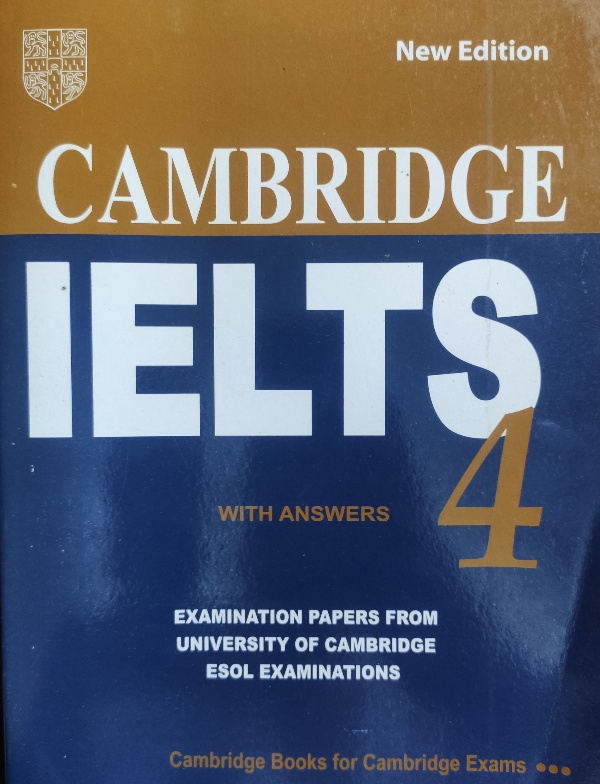 New Edition
CAMBRIDGE
IELTS
4
WITH ANSWERS
EXAMINATION PAPERS FROM
UNIVERSITY OF CAMBRIDGE
ESOL EXAMINATIONS
Cambridge Books for Cambridge Exams •••